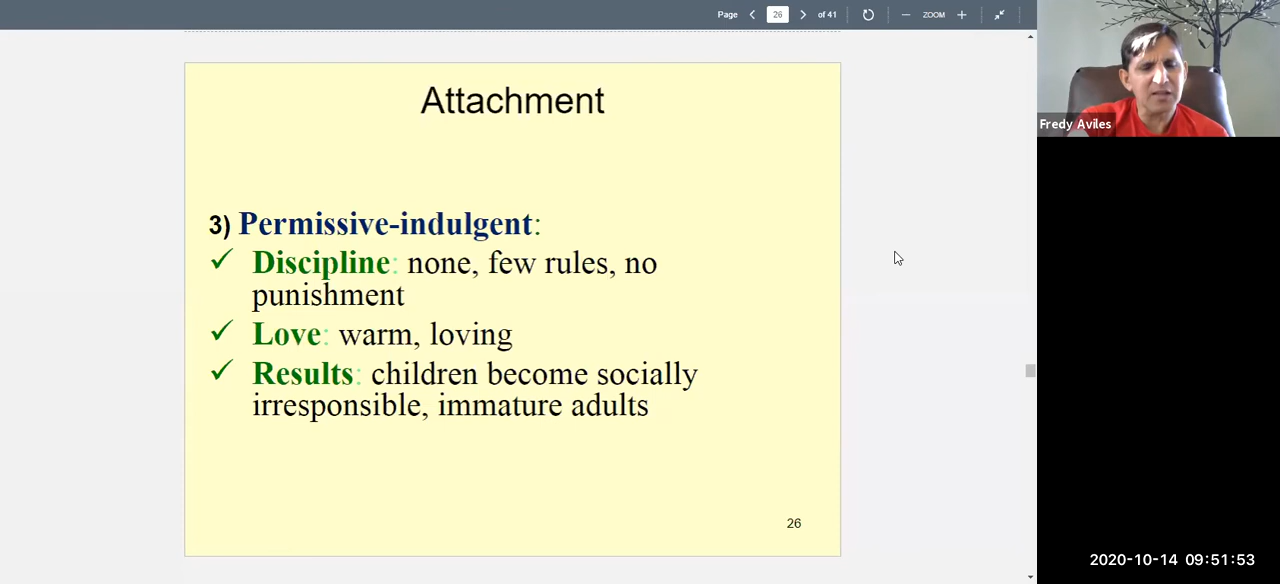 Page 26 of 41 ZOOM
Attachment
3) Permissive-indulgent:
✓ Discipline: none, few rules, no
punishment
✓ Love: warm, loving
✓ Results: children become socially
irresponsible, immature adults
26
Fredy Aviles
2020-10-14 09:51:53